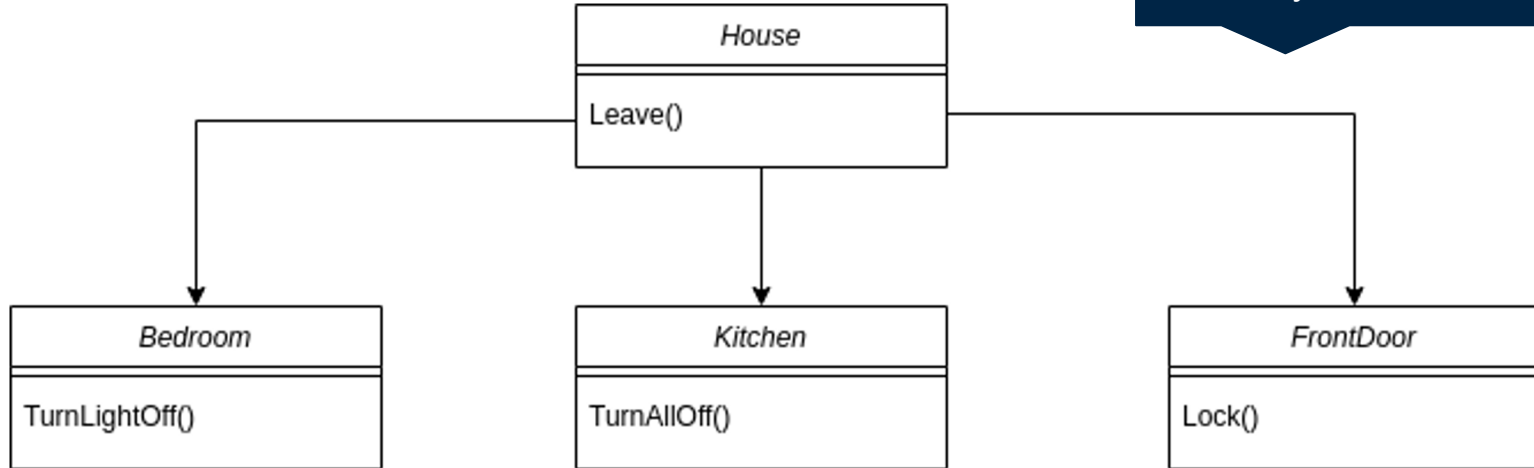 House
Leave()
Bedroom
Kitchen
FrontDoor
TurnLightOff()
TurnAllOff()
Lock()